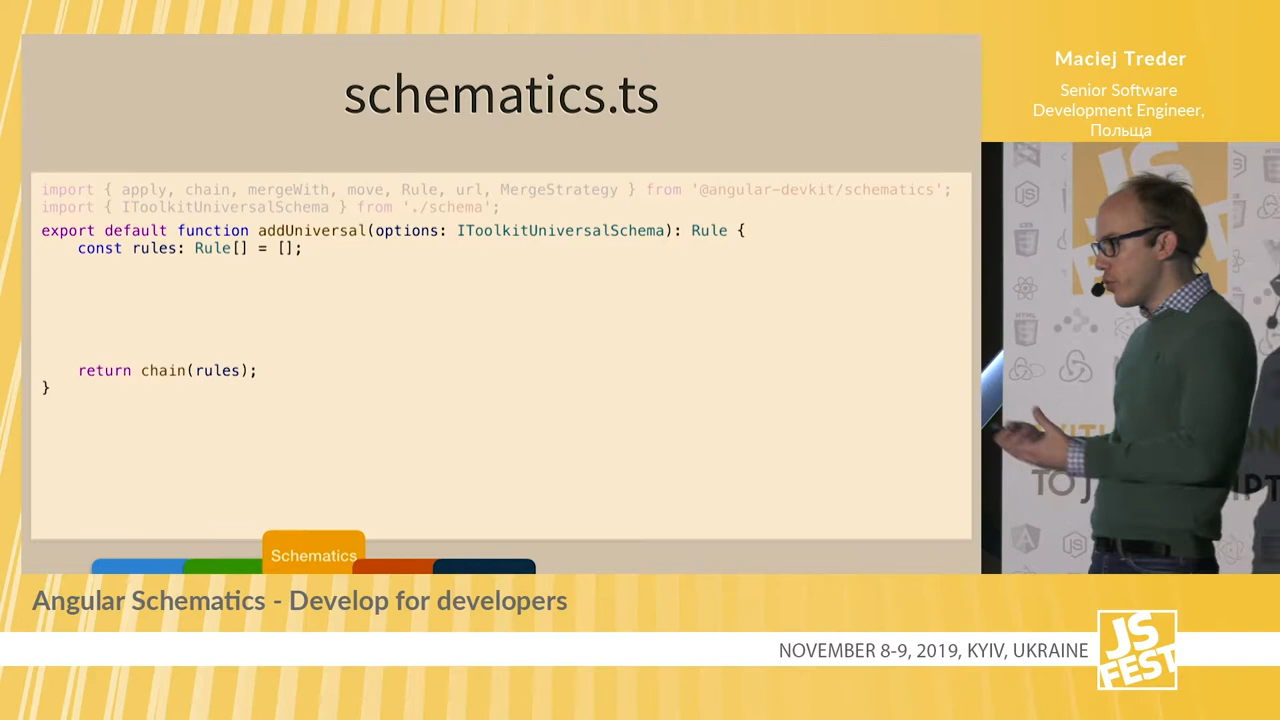 schematics.ts
import { apply, chain, mergeWith, move, Rule, url, MergeStrategy } from '@angular-devkit/schematics';
import { IToolkitUniversalSchema } from './schema';
export default function addUniversal(options: IToolkitUniversalSchema): Rule {
const rules: Rule[] = [];
return chain(rules);
}
Schematics
Maciej Treder
Senior Software
Development Engineer,
Польща
Angular Schematics - Develop for developers
NOVEMBER 8-9, 2019, KYIV, UKRAINE
JS
FEST